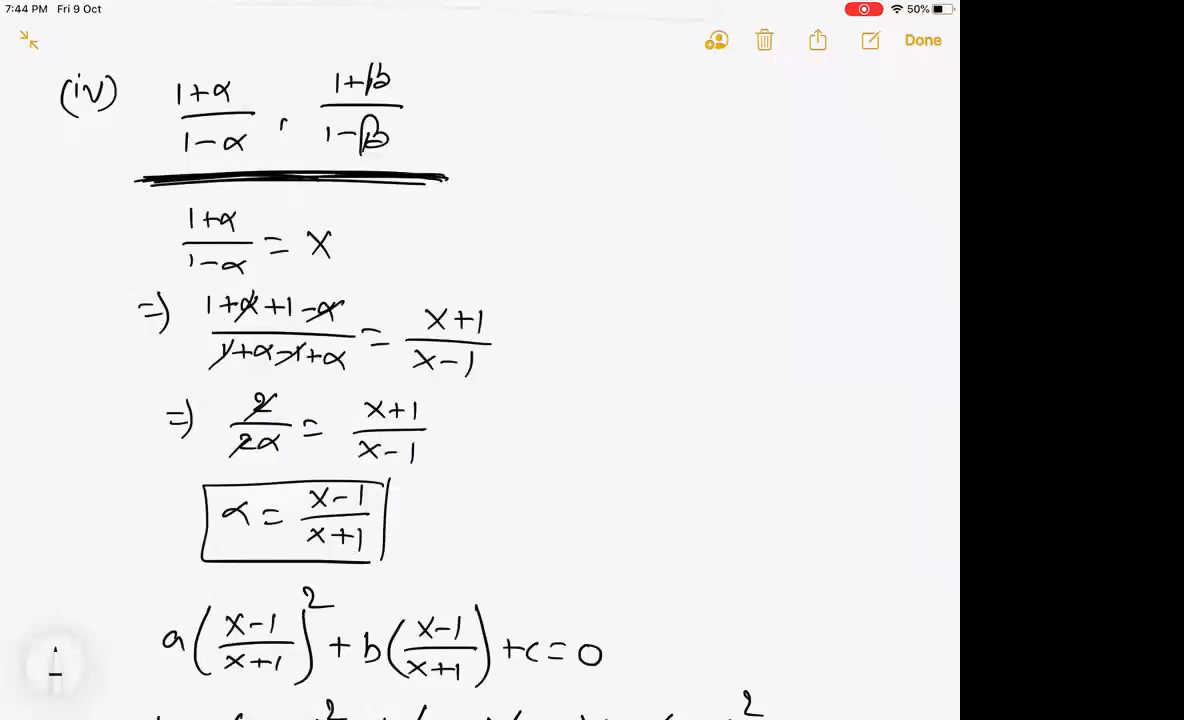 7:44 PM Fri 9 Oct 50%
Done
(iv) (1+α)/(1-α) , (1+β)/(1-β)
(1+α)/(1-α) = x
=> (1+α+1-α)/(1+α-1+α) = (x+1)/(x-1)
=> 2/2α = (x+1)/(x-1)
α = (x-1)/(x+1)
a((x-1)/(x+1))² + b((x-1)/(x+1)) + c = 0